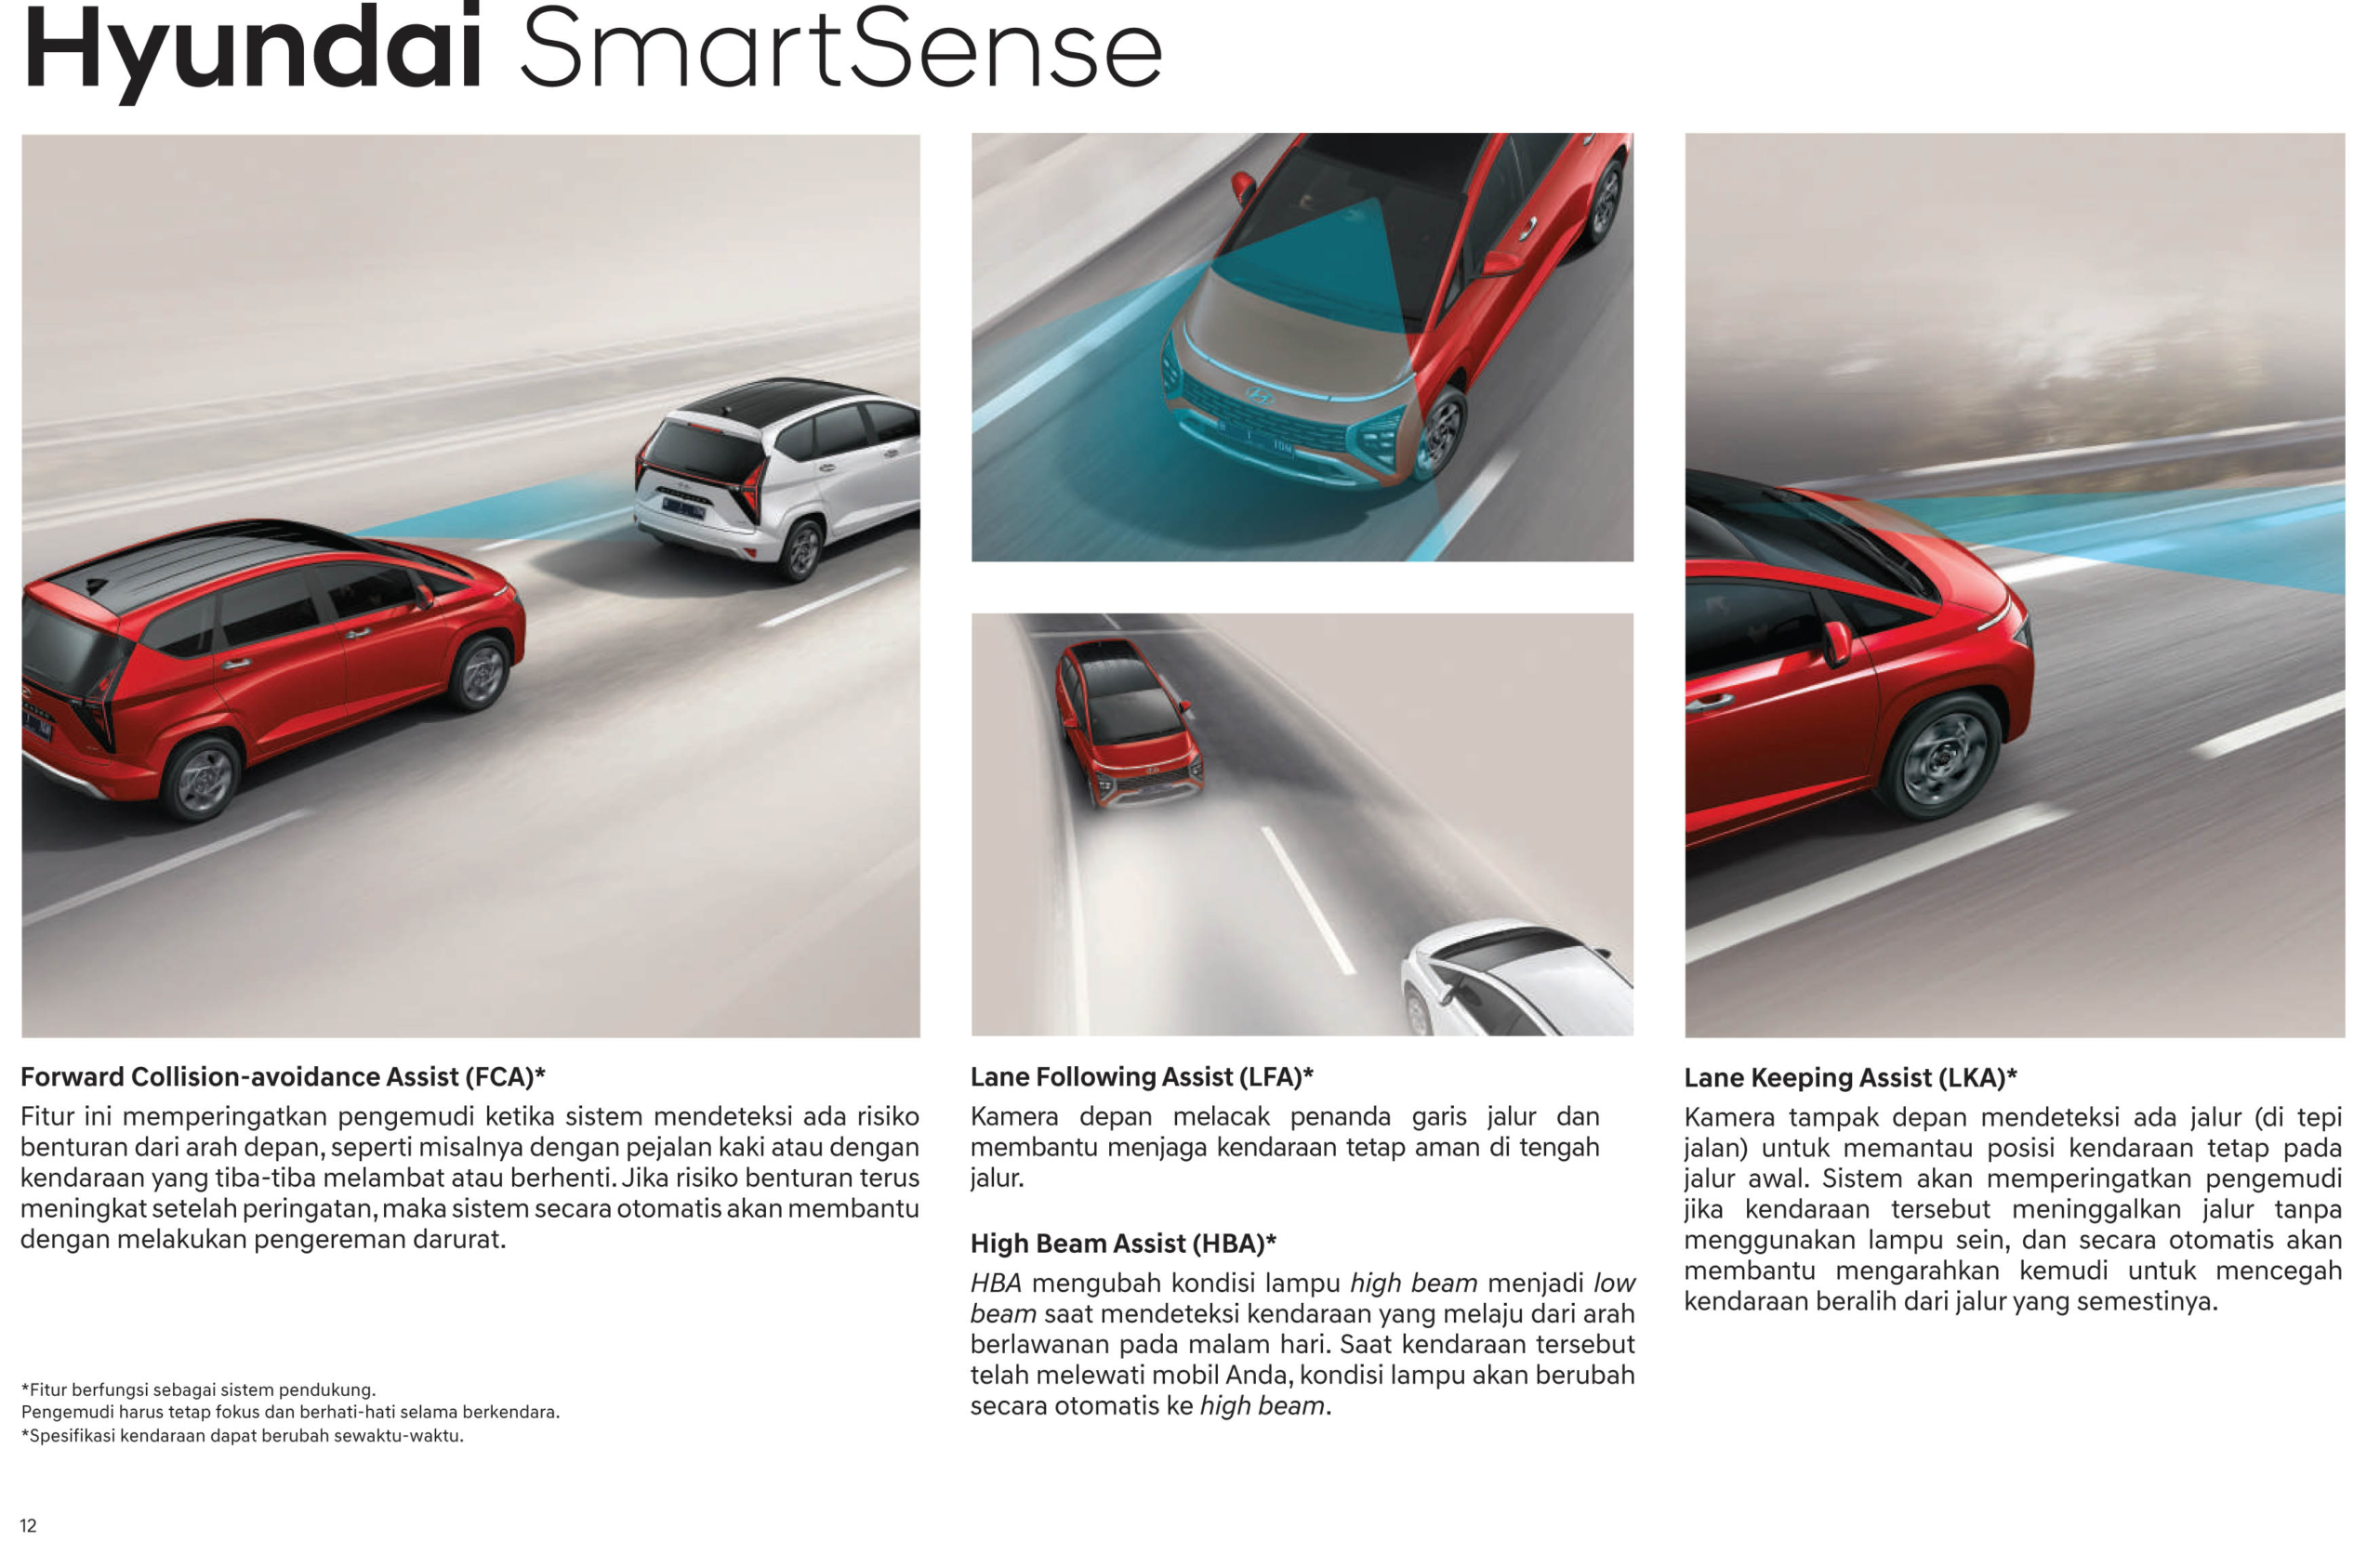 Hyundai SmartSense
Forward Collision-avoidance Assist (FCA)*
Fitur ini memperingatkan pengemudi ketika sistem mendeteksi ada risiko
benturan dari arah depan, seperti misalnya dengan pejalan kaki atau dengan
kendaraan yang tiba-tiba melambat atau berhenti. Jika risiko benturan terus
meningkat setelah peringatan, maka sistem secara otomatis akan membantu
dengan melakukan pengereman darurat.
*Fitur berfungsi sebagai sistem pendukung.
Pengemudi harus tetap fokus dan berhati-hati selama berkendara.
*Spesifikasi kendaraan dapat berubah sewaktu-waktu.
Lane Following Assist (LFA)*
Kamera depan melacak penanda garis jalur dan
membantu menjaga kendaraan tetap aman di tengah
jalur.
High Beam Assist (HBA)*
HBA mengubah kondisi lampu high beam menjadi low
beam saat mendeteksi kendaraan yang melaju dari arah
berlawanan pada malam hari. Saat kendaraan tersebut
telah melewati mobil Anda, kondisi lampu akan berubah
secara otomatis ke high beam.
Lane Keeping Assist (LKA)*
Kamera tampak depan mendeteksi ada jalur (di tepi
jalan) untuk memantau posisi kendaraan tetap pada
jalur awal. Sistem akan memperingatkan pengemudi
jika kendaraan tersebut meninggalkan jalur tanpa
menggunakan lampu sein, dan secara otomatis akan
membantu mengarahkan kemudi untuk mencegah
kendaraan beralih dari jalur yang semestinya.
12